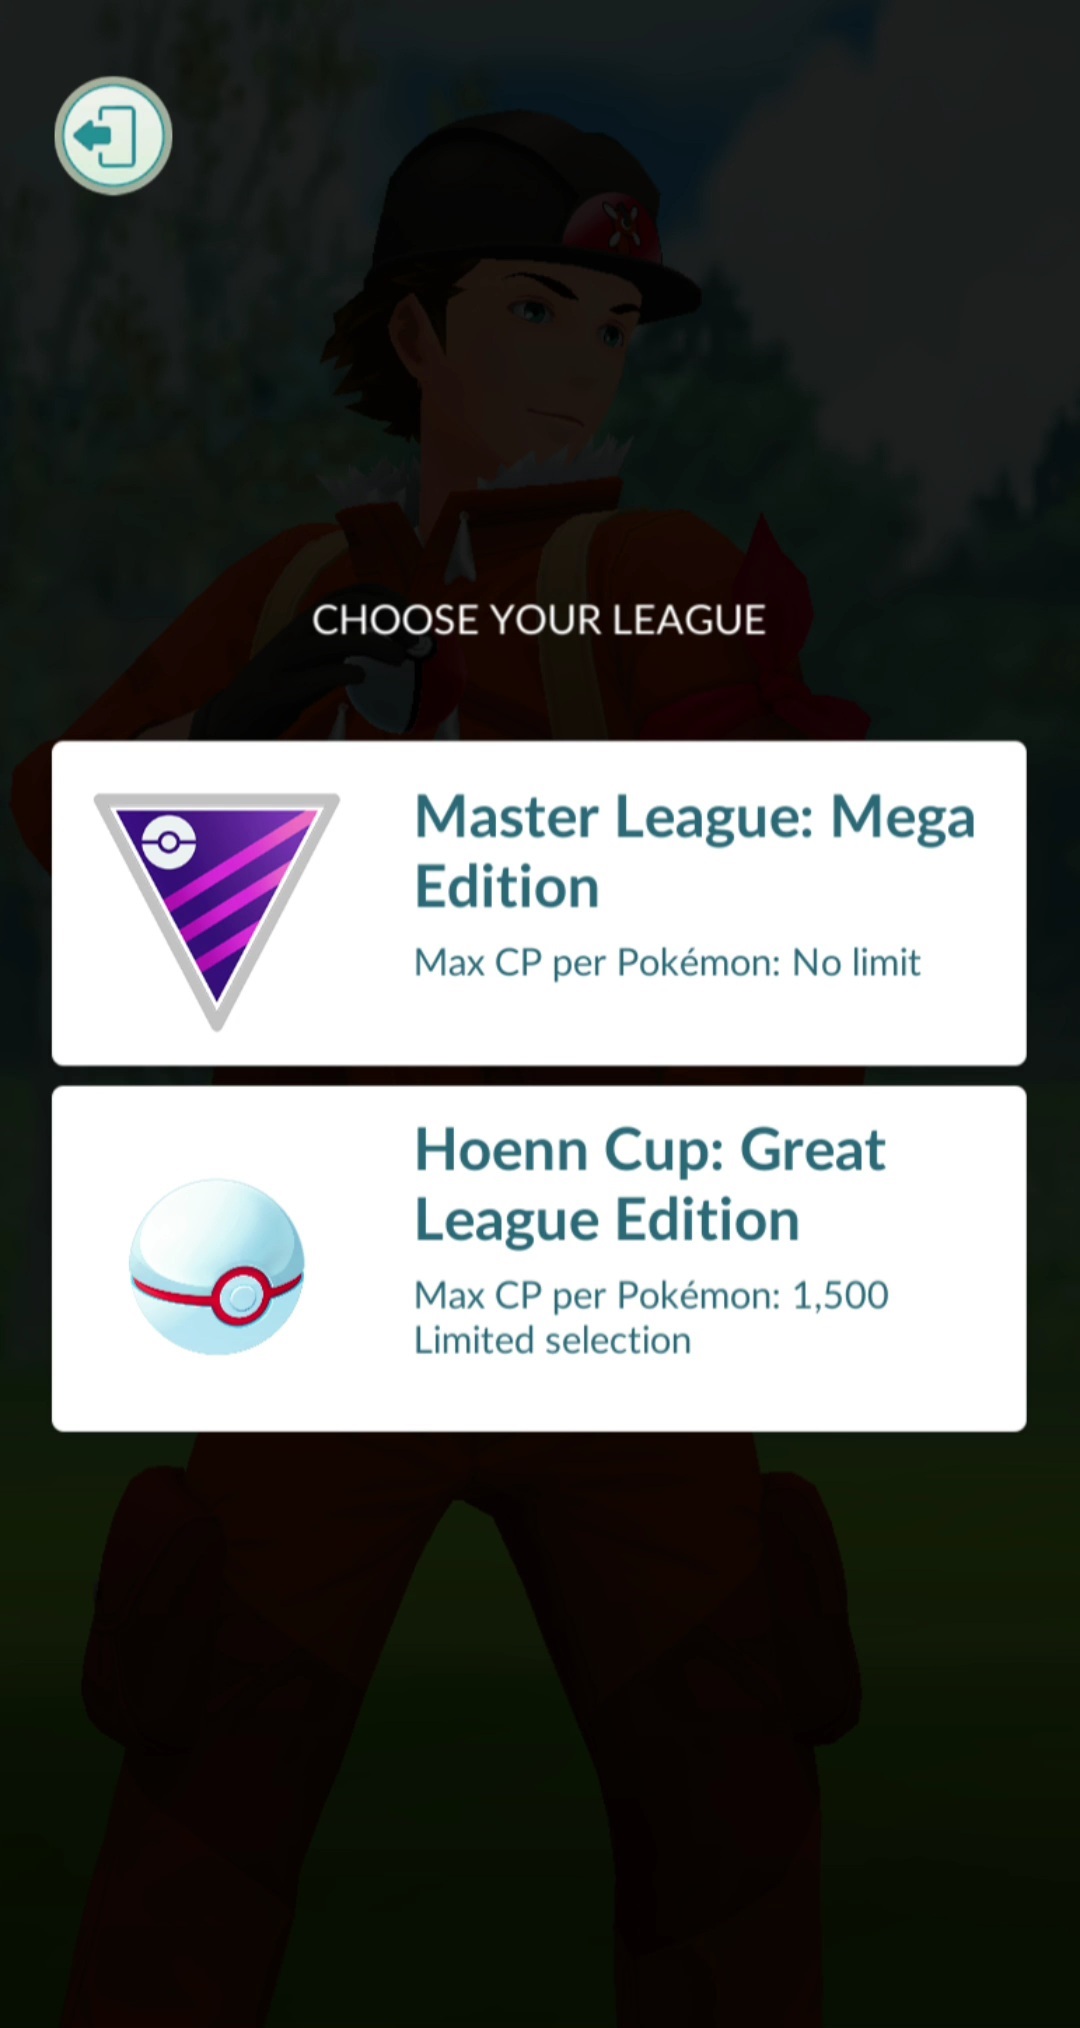 CHOOSE YOUR LEAGUE
Master League: Mega
Edition
Max CP per Pokémon: No limit
Hoenn Cup: Great
League Edition
Max CP per Pokémon: 1,500
Limited selection